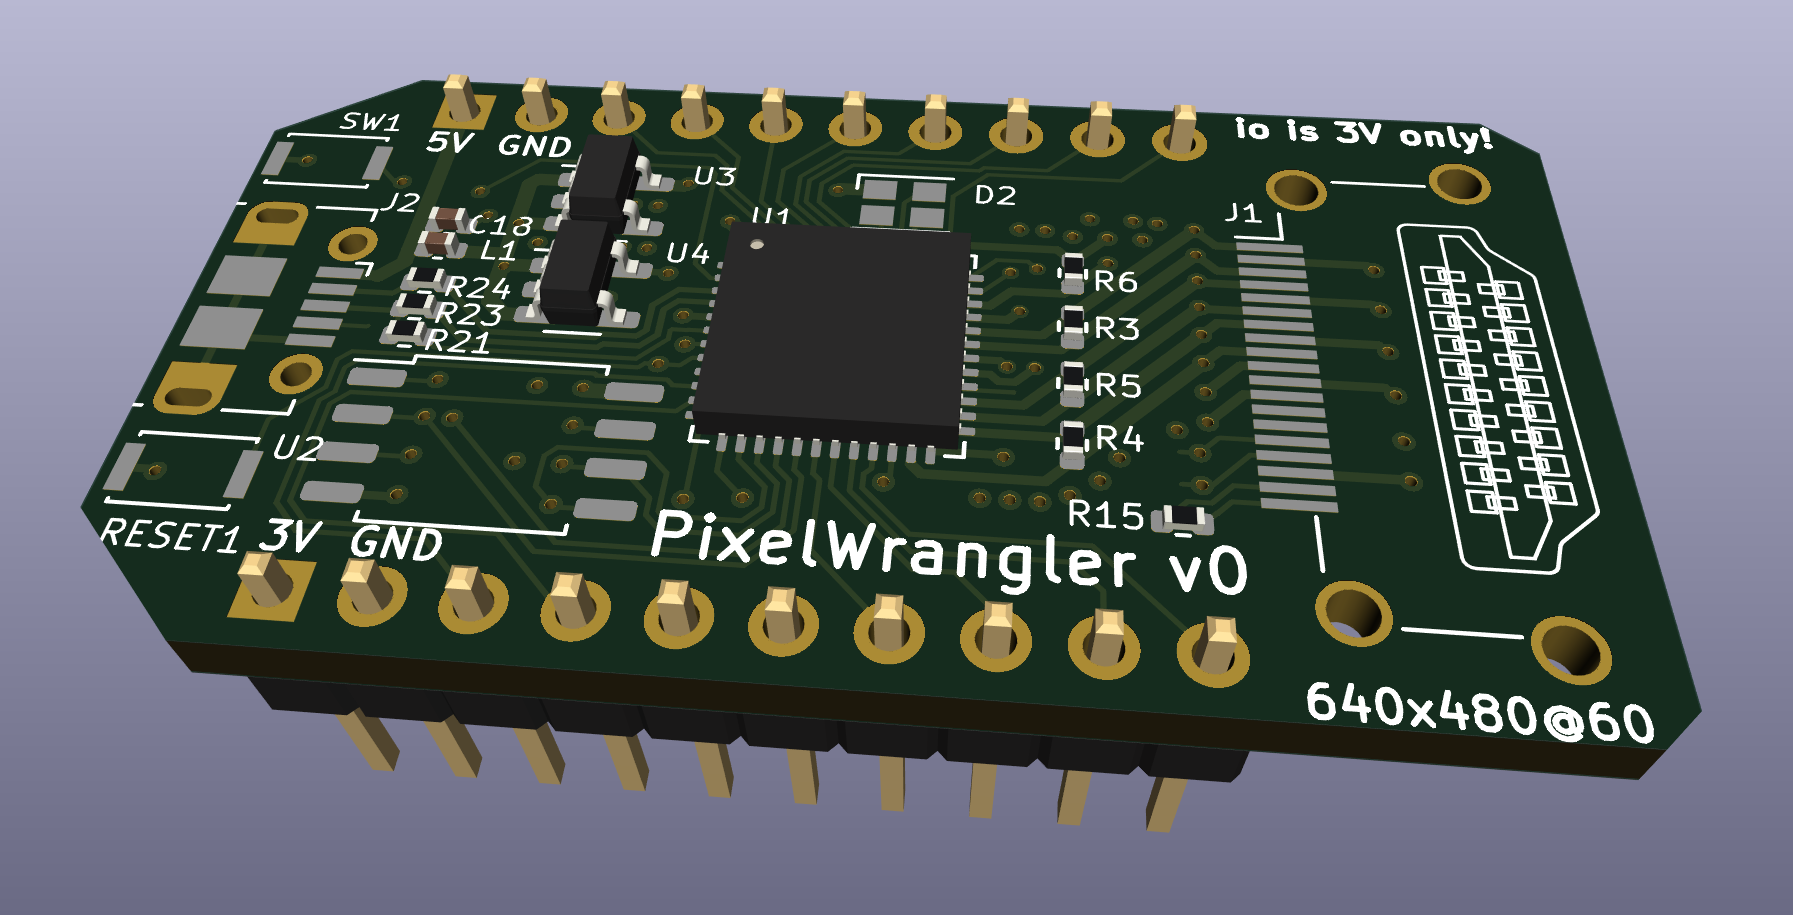 io is 3V only!
SW1
5V GND
U3
D2
J2
U1
J1
C18
L1
U4
R24
R6
R23
R3
R21
R5
R4
U2
R15
RESET1
3V
GND
PixelWrangler v0
640x480@60